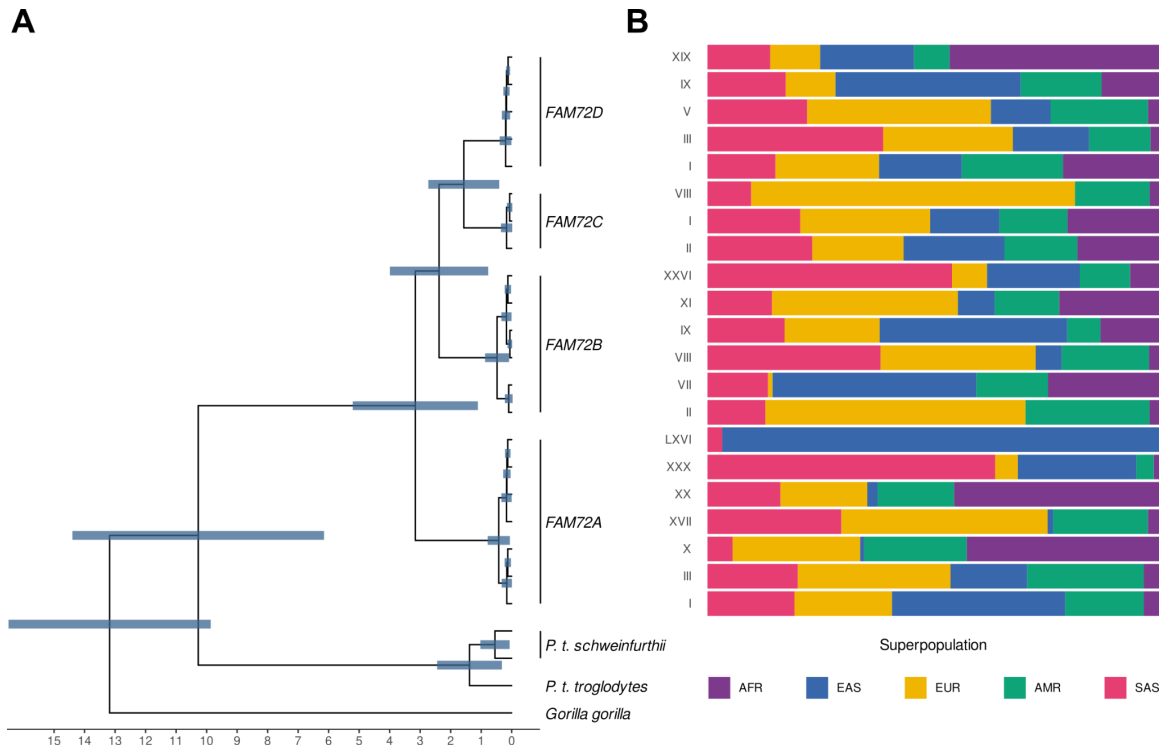 A
FAM72D
FAM72C
FAM72B
FAM72A
P. t. schweinfurthii
P. t. troglodytes
Gorilla gorilla
15 14 13 12 11 10 9 8 7 6 5 4 3 2 1 0
B
XIX
IX
V
III
I
VIII
I
II
XXVI
XI
IX
VIII
VII
II
LXVI
XXX
XX
XVII
X
III
I
Superpopulation
AFR EAS EUR AMR SAS